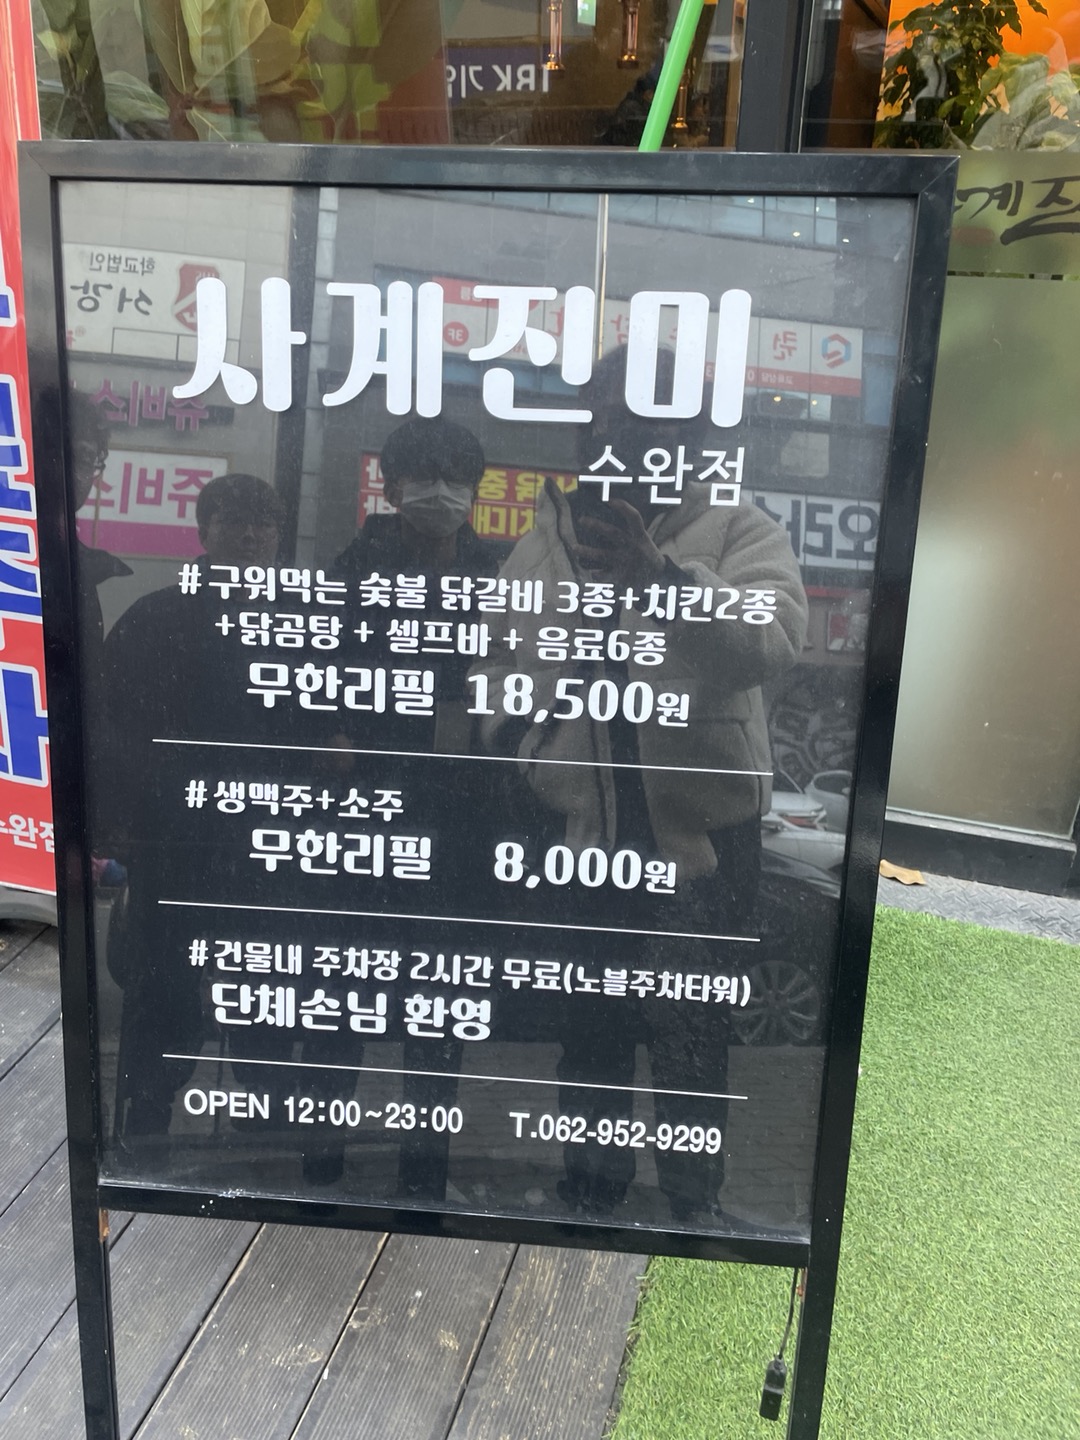 사계진미
수완점
#구워먹는 숯불 닭갈비 3종+치킨2종
+닭곰탕 + 셀프바 + 음료6종
무한리필 18,500원
#생맥주+소주
무한리필 8,000원
#건물내 주차장 2시간 무료(노블주차타워)
단체손님 환영
OPEN 12:00~23:00 T.062-952-9299